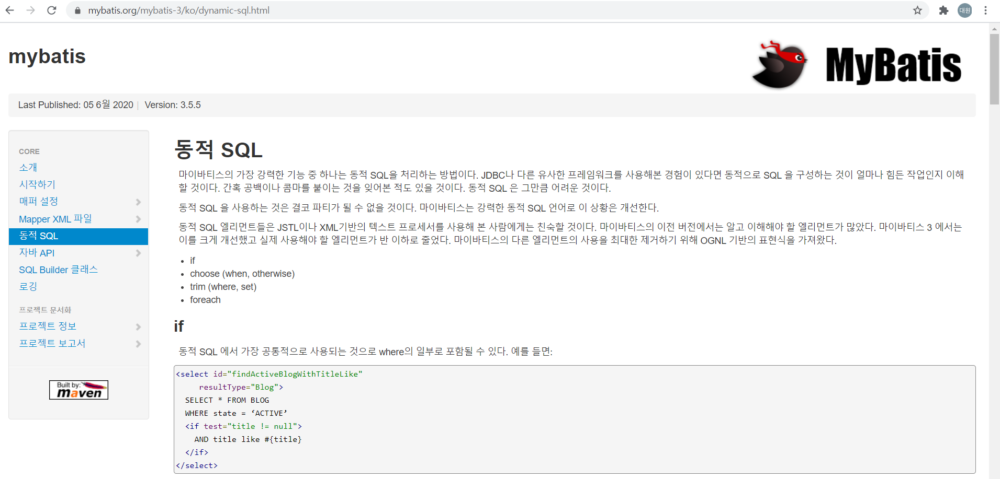 mybatis.org/mybatis-3/ko/dynamic-sql.html
대원
mybatis
MyBatis
Last Published: 05 6월 2020 | Version: 3.5.5
CORE
소개
시작하기
매퍼 설정
Mapper XML 파일
동적 SQL
자바 API
SQL Builder 클래스
로깅
프로젝트 문서화
프로젝트 정보
프로젝트 보고서
Built by:
maven
동적 SQL
마이바티스의 가장 강력한 기능 중 하나는 동적 SQL을 처리하는 방법이다. JDBC나 다른 유사한 프레임워크를 사용해본 경험이 있다면 동적으로 SQL 을 구성하는 것이 얼마나 힘든 작업인지 이해
할 것이다. 간혹 공백이나 콤마를 붙이는 것을 잊어본 적도 있을 것이다. 동적 SQL 은 그만큼 어려운 것이다.
동적 SQL 을 사용하는 것은 결코 파티가 될 수 없을 것이다. 마이바티스는 강력한 동적 SQL 언어로 이 상황은 개선한다.
동적 SQL 엘리먼트들은 JSTL이나 XML기반의 텍스트 프로세서를 사용해 본 사람에게는 친숙할 것이다. 마이바티스의 이전 버전에서는 알고 이해해야 할 엘리먼트가 많았다. 마이바티스 3 에서는
이를 크게 개선했고 실제 사용해야 할 엘리먼트가 반 이하로 줄었다. 마이바티스의 다른 엘리먼트의 사용을 최대한 제거하기 위해 OGNL 기반의 표현식을 가져왔다.
• if
• choose (when, otherwise)
• trim (where, set)
• foreach
if
동적 SQL 에서 가장 공통적으로 사용되는 것으로 where의 일부로 포함될 수 있다. 예를 들면:
<select id="findActiveBlogWithTitleLike"
     resultType="Blog">
  SELECT * FROM BLOG
  WHERE state = ‘ACTIVE’
  <if test="title != null">
    AND title like #{title}
  </if>
</select>